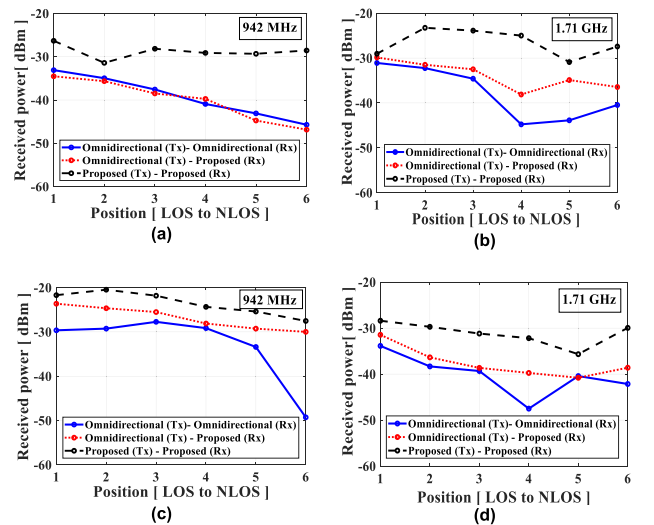 942 MHz
Received power[ dBm ]
-20
-30
-40
-50
-60
Omnidirectional (Tx)- Omnidirectional (Rx)
Omnidirectional (Tx) - Proposed (Rx)
Proposed (Tx) - Proposed (Rx)
1 2 3 4 5 6
Position [ LOS to NLOS]
(a)
1.71 GHz
Received power[ dBm ]
-20
-30
-40
-50
-60
Omnidirectional (Tx)- Omnidirectional (Rx)
Omnidirectional (Tx) - Proposed (Rx)
Proposed (Tx) - Proposed (Rx)
1 2 3 4 5 6
Position [ LOS to NLOS]
(b)
942 MHz
Received power [ dBm ]
-20
-30
-40
-50
-60
Omnidirectional (Tx)- Omnidirectional (Rx)
Omnidirectional (Tx) - Proposed (Rx)
Proposed (Tx) - Proposed (Rx)
1 2 3 4 5 6
Position [ LOS to NLOS]
(c)
1.71 GHz
Received power[ dBm ]
-20
-30
-40
-50
-60
Omnidirectional (Tx)- Omnidirectional (Rx)
Omnidirectional (Tx) - Proposed (Rx)
Proposed (Tx) - Proposed (Rx)
1 2 3 4 5 6
Position [ LOS to NLOS]
(d)